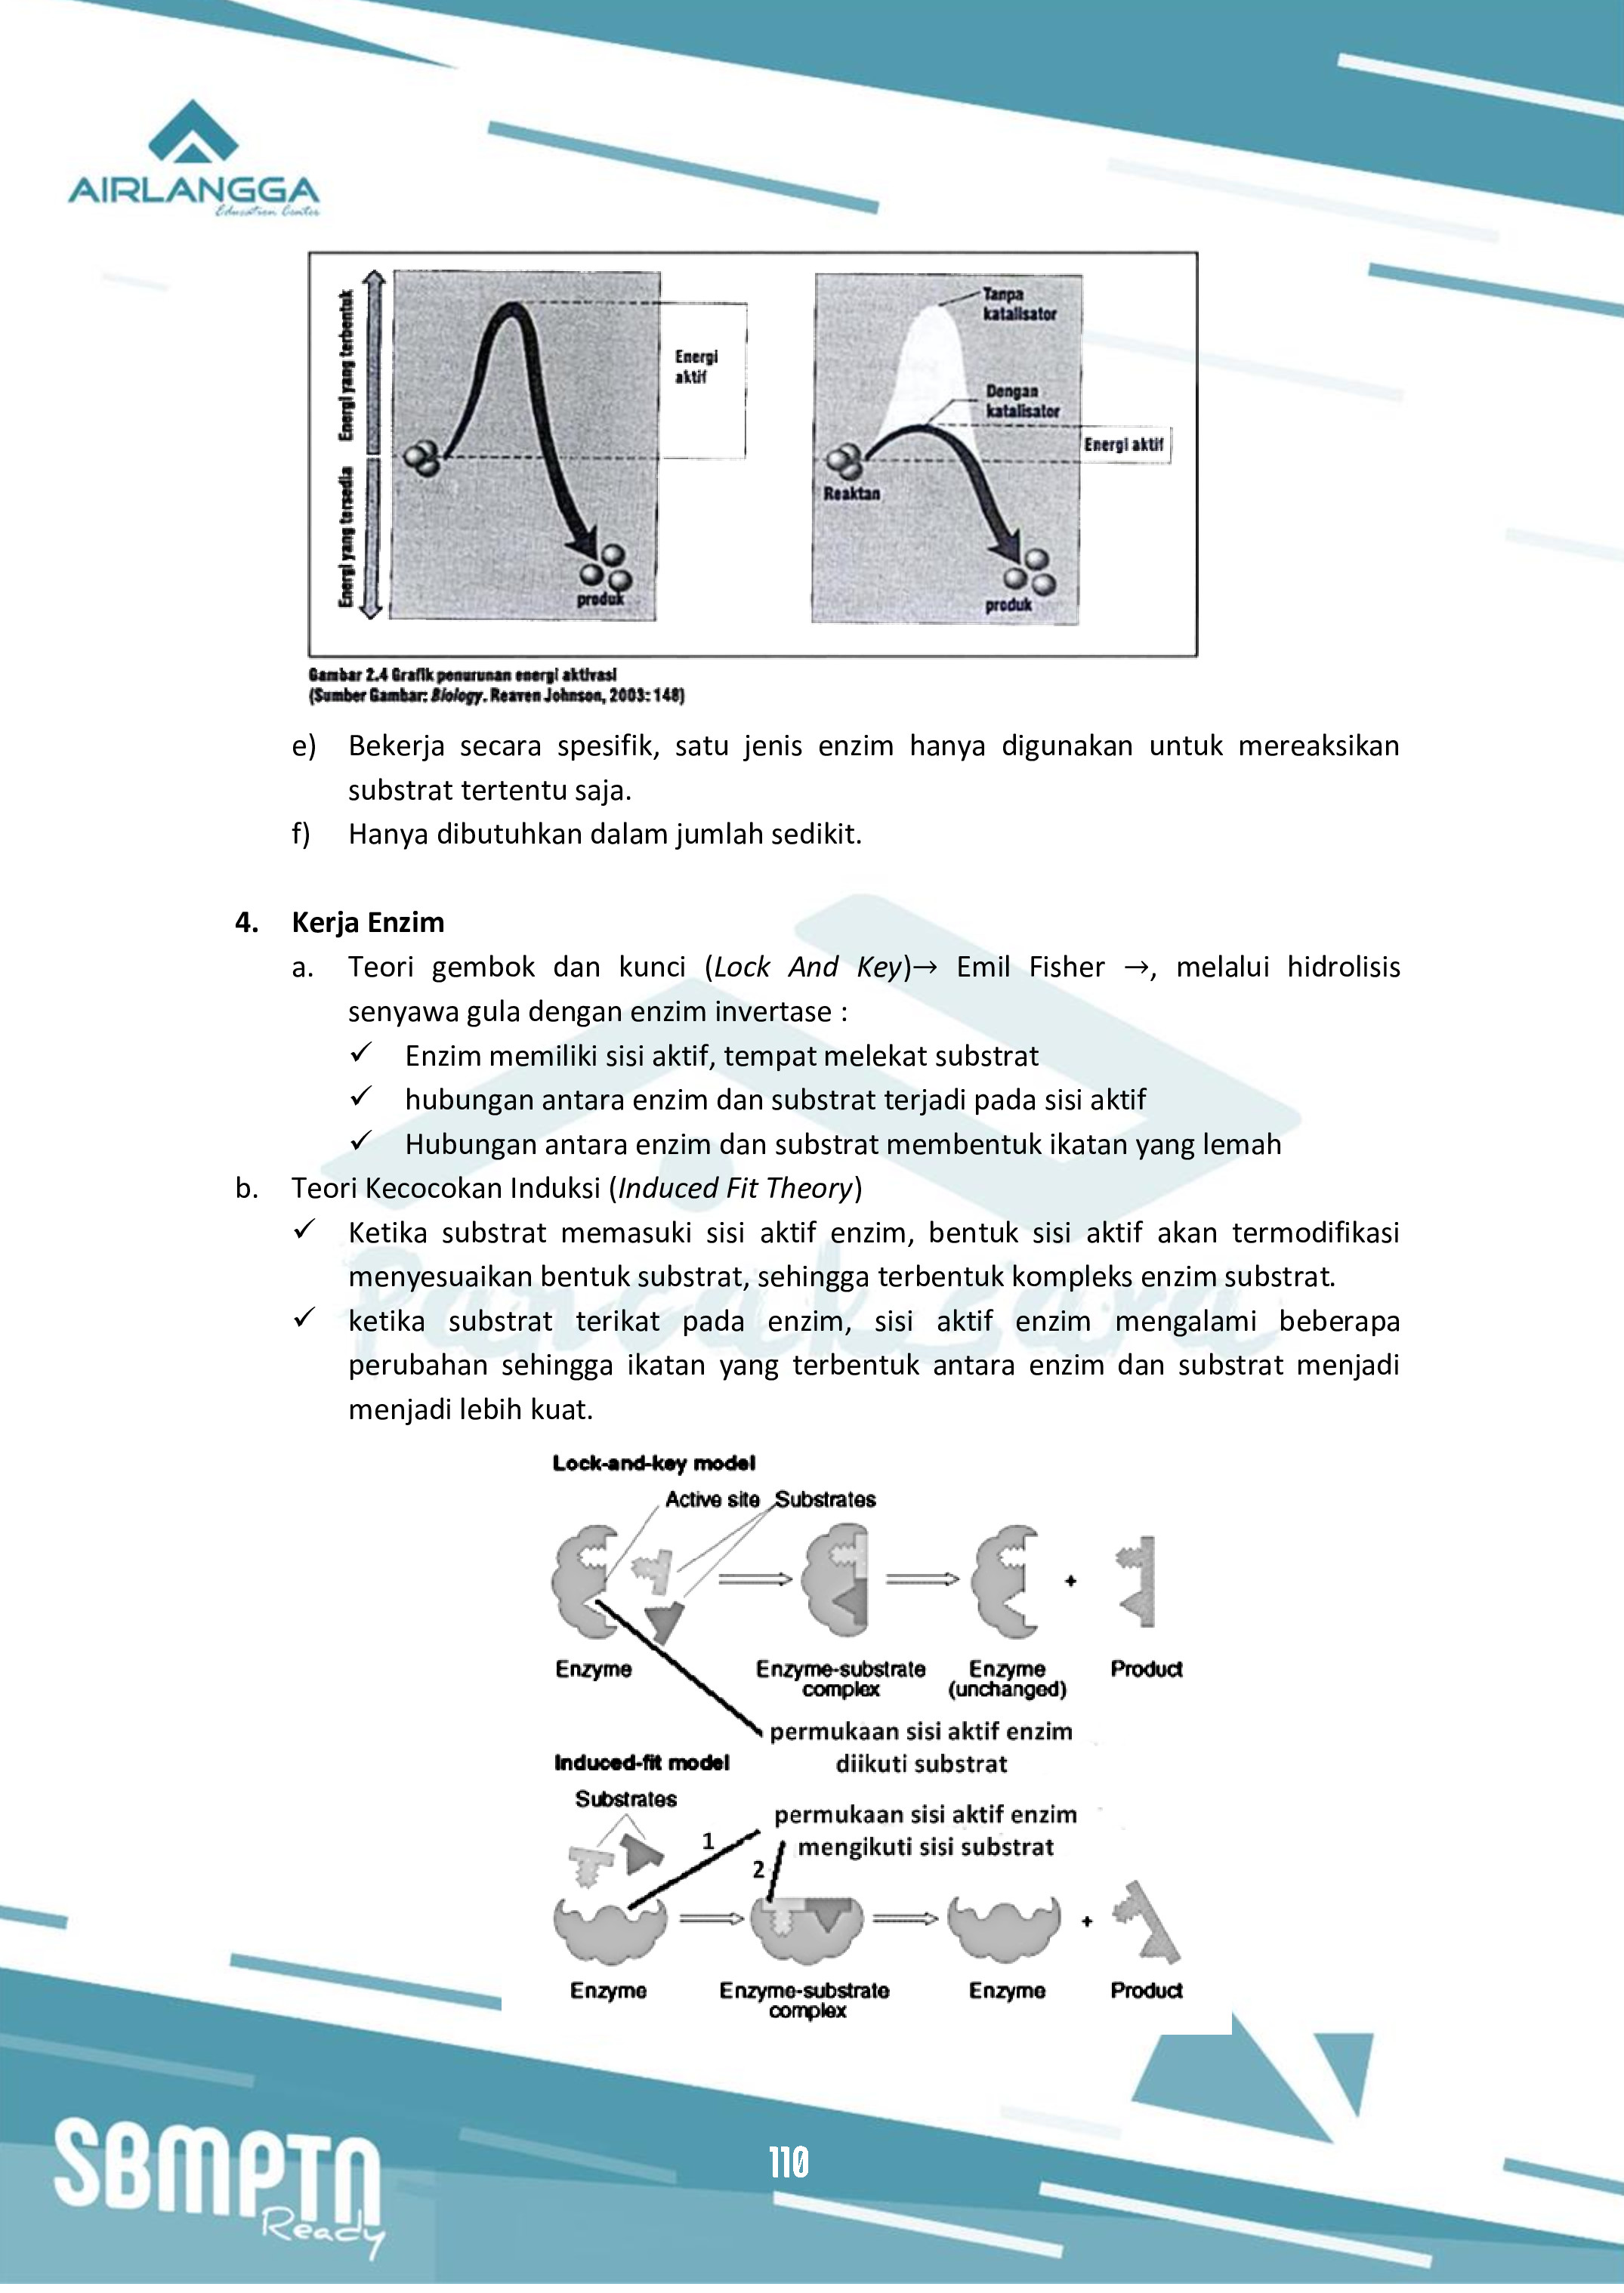 AIRLANGGA
Education Center
Energi yang terbentuk
Energi yang tersedia
Energi
aktif
produk
Tanpa
katalisator
Dengan
katalisator
Energi aktif
Reaktan
produk
Gambar 2.4 Grafik penurunan energi aktivasi
(Sumber Gambar: Biology. Reaven Johnson, 2003: 148)
e) Bekerja secara spesifik, satu jenis enzim hanya digunakan untuk mereaksikan
substrat tertentu saja.
f) Hanya dibutuhkan dalam jumlah sedikit.
4. Kerja Enzim
a. Teori gembok dan kunci (Lock And Key)→ Emil Fisher →, melalui hidrolisis
senyawa gula dengan enzim invertase :
✓ Enzim memiliki sisi aktif, tempat melekat substrat
✓ hubungan antara enzim dan substrat terjadi pada sisi aktif
✓ Hubungan antara enzim dan substrat membentuk ikatan yang lemah
b. Teori Kecocokan Induksi (Induced Fit Theory)
✓ Ketika substrat memasuki sisi aktif enzim, bentuk sisi aktif akan termodifikasi
menyesuaikan bentuk substrat, sehingga terbentuk kompleks enzim substrat.
✓ ketika substrat terikat pada enzim, sisi aktif enzim mengalami beberapa
perubahan sehingga ikatan yang terbentuk antara enzim dan substrat menjadi
menjadi lebih kuat.
Pancaksara
Lock-and-key model
Active site Substrates
Enzyme
Enzyme-substrate
complex
Enzyme
(unchanged)
+
Product
permukaan sisi aktif enzim
diikuti substrat
Induced-fit model
Substrates
permukaan sisi aktif enzim
mengikuti sisi substrat
1
2
+
Enzyme
Enzyme-substrate
complex
Enzyme
Product
SBMPTN
Ready
110